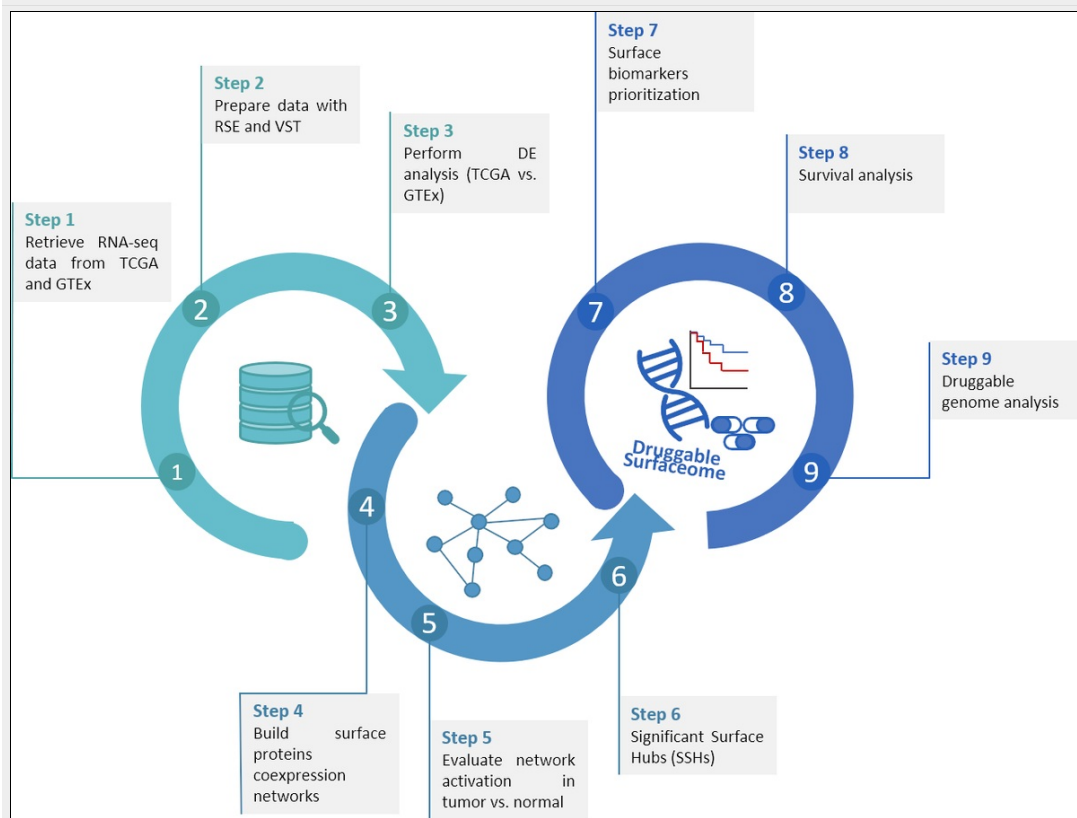 Step 1
Retrieve RNA-seq
data from TCGA
and GTEx
Step 2
Prepare data with
RSE and VST
Step 3
Perform DE
analysis (TCGA vs.
GTEx)
1
2
3
Step 4
Build surface
proteins
coexpression
networks
Step 5
Evaluate network
activation in
tumor vs. normal
Step 6
Significant Surface
Hubs (SSHs)
4
5
6
Step 7
Surface
biomarkers
prioritization
Step 8
Survival analysis
Step 9
Druggable
genome analysis
7
8
9
Druggable
Surfaceome